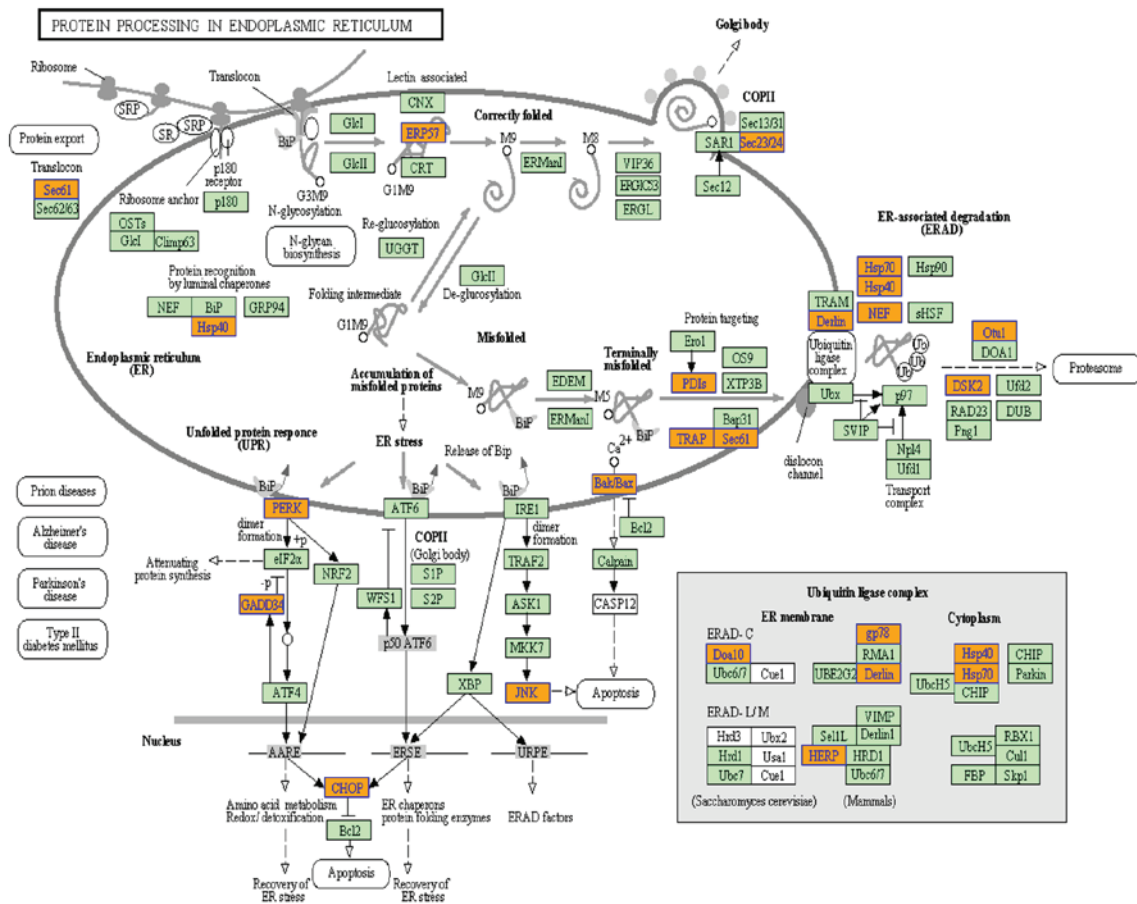 PROTEIN PROCESSING IN ENDOPLASMIC RETICULUM
Golgi body
Ribosome
Translocon
Lectin associated
SRP
SR
SRP
BiP
GlcI
GlcII
CNX
ERP57
CRT
G1M9
Correctly folded
M9
ERManI
M8
VIP36
ERGIC53
ERGL
COPII
Sec13/31
SAR1
Sec23/24
Sec12
Protein export
Translocon
Sec61
Sec62/63
p180
receptor
Ribosome anchor
p180
OSTs
GlcI
Climp63
G3M9
N-glycosylation
N-glycan
biosynthesis
Re-glucosylation
UGGT
GlcII
De-glucosylation
Protein recognition
by luminal chaperones
NEF
BiP
GRP94
Hsp40
Folding intermediate
G1M9
Endoplasmic reticulum
(ER)
Misfolded
Accumulation of
misfolded proteins
M9
BiP
EDEM
ERManI
Terminally
misfolded
M5
BiP
Protein targeting
Ero1
PDIs
OS9
XTP3B
Bap31
TRAP
Sec61
ER-associated degradation
(ERAD)
Hsp70
Hsp40
Hsp90
TRAM
Derlin
NEF
sHSF
Ubiquitin
ligase
complex
Ub
Ub
Ub
Otu1
DOA1
Proteasome
DSK2
Ufd2
RAD23
DUB
Png1
Ubx
p97
SVIP
Npl4
Ufd1
Transport
complex
dislocon
channel
Unfolded protein responce
(UPR)
ER stress
Release of Bip
Ca2+
BiP
BiP
BiP
PERK
ATF6
IRE1
Bak/Bax
Bcl2
Prion diseases
Alzheimer's
disease
Parkinson's
disease
Type II
diabetes mellitus
dimer
formation
+p
eIF2α
Attenuating
protein synthesis
-p
GADD34
NRF2
ATF4
COPII
(Golgi body)
S1P
S2P
WFS1
p50 ATF6
dimer
formation
TRAF2
ASK1
MKK7
JNK
XBP
Calpain
CASP12
Apoptosis
Nucleus
AARE
ERSE
URPE
CHOP
Amino acid metabolism
Redox/detoxification
ER chaperons
protein folding enzymes
ERAD factors
Bcl2
Apoptosis
Recovery of
ER stress
Recovery of
ER stress
Ubiquitin ligase complex
ER membrane
Cytoplasm
ERAD-C
Doa10
Ubc6/7
Cue1
gp78
RMA1
UBE2G2
Derlin
Hsp40
Hsp70
UbcH5
CHIP
CHIP
Parkin
ERAD-L/M
Hrd3
Ubx2
Hrd1
Usa1
Ubc7
Cue1
VIMP
Sel1L
Derlin1
HERP
HRD1
Ubc6/7
RBX1
UbcH5
Cul1
FBP
Skp1
(Saccharomyces cerevisiae)
(Mammals)